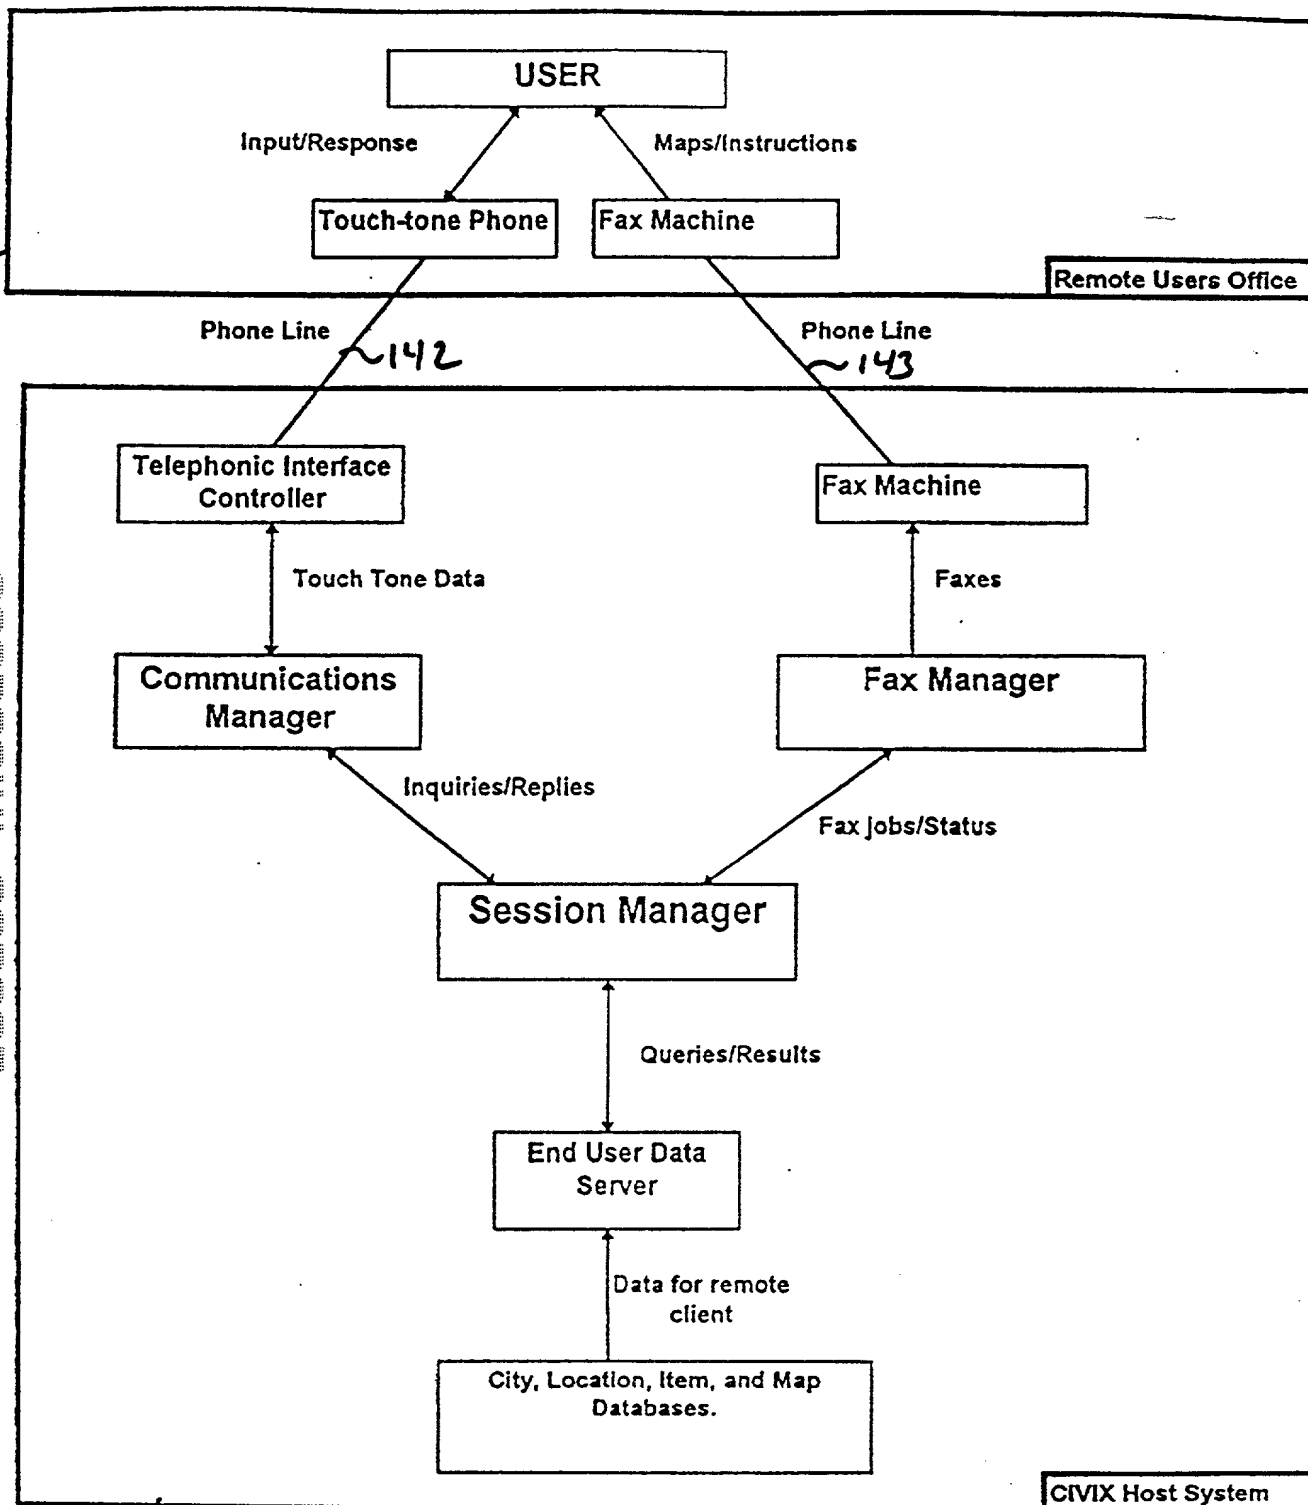 USER
Input/Response
Maps/Instructions
Touch-tone Phone
Fax Machine
Remote Users Office
Phone Line
142
Phone Line
143
Telephonic Interface
Controller
Fax Machine
Touch Tone Data
Faxes
Communications
Manager
Fax Manager
Inquiries/Replies
Fax jobs/Status
Session Manager
Queries/Results
End User Data
Server
Data for remote
client
City, Location, Item, and Map
Databases.
CIVIX Host System